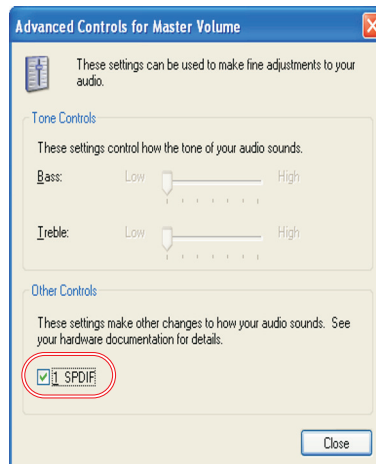 Advanced Controls for Master Volume
These settings can be used to make fine adjustments to your
audio.
Tone Controls
These settings control how the tone of your audio sounds.
Bass: Low High
Treble: Low High
Other Controls
These settings make other changes to how your audio sounds. See
your hardware documentation for details.
1 SPDIF
Close